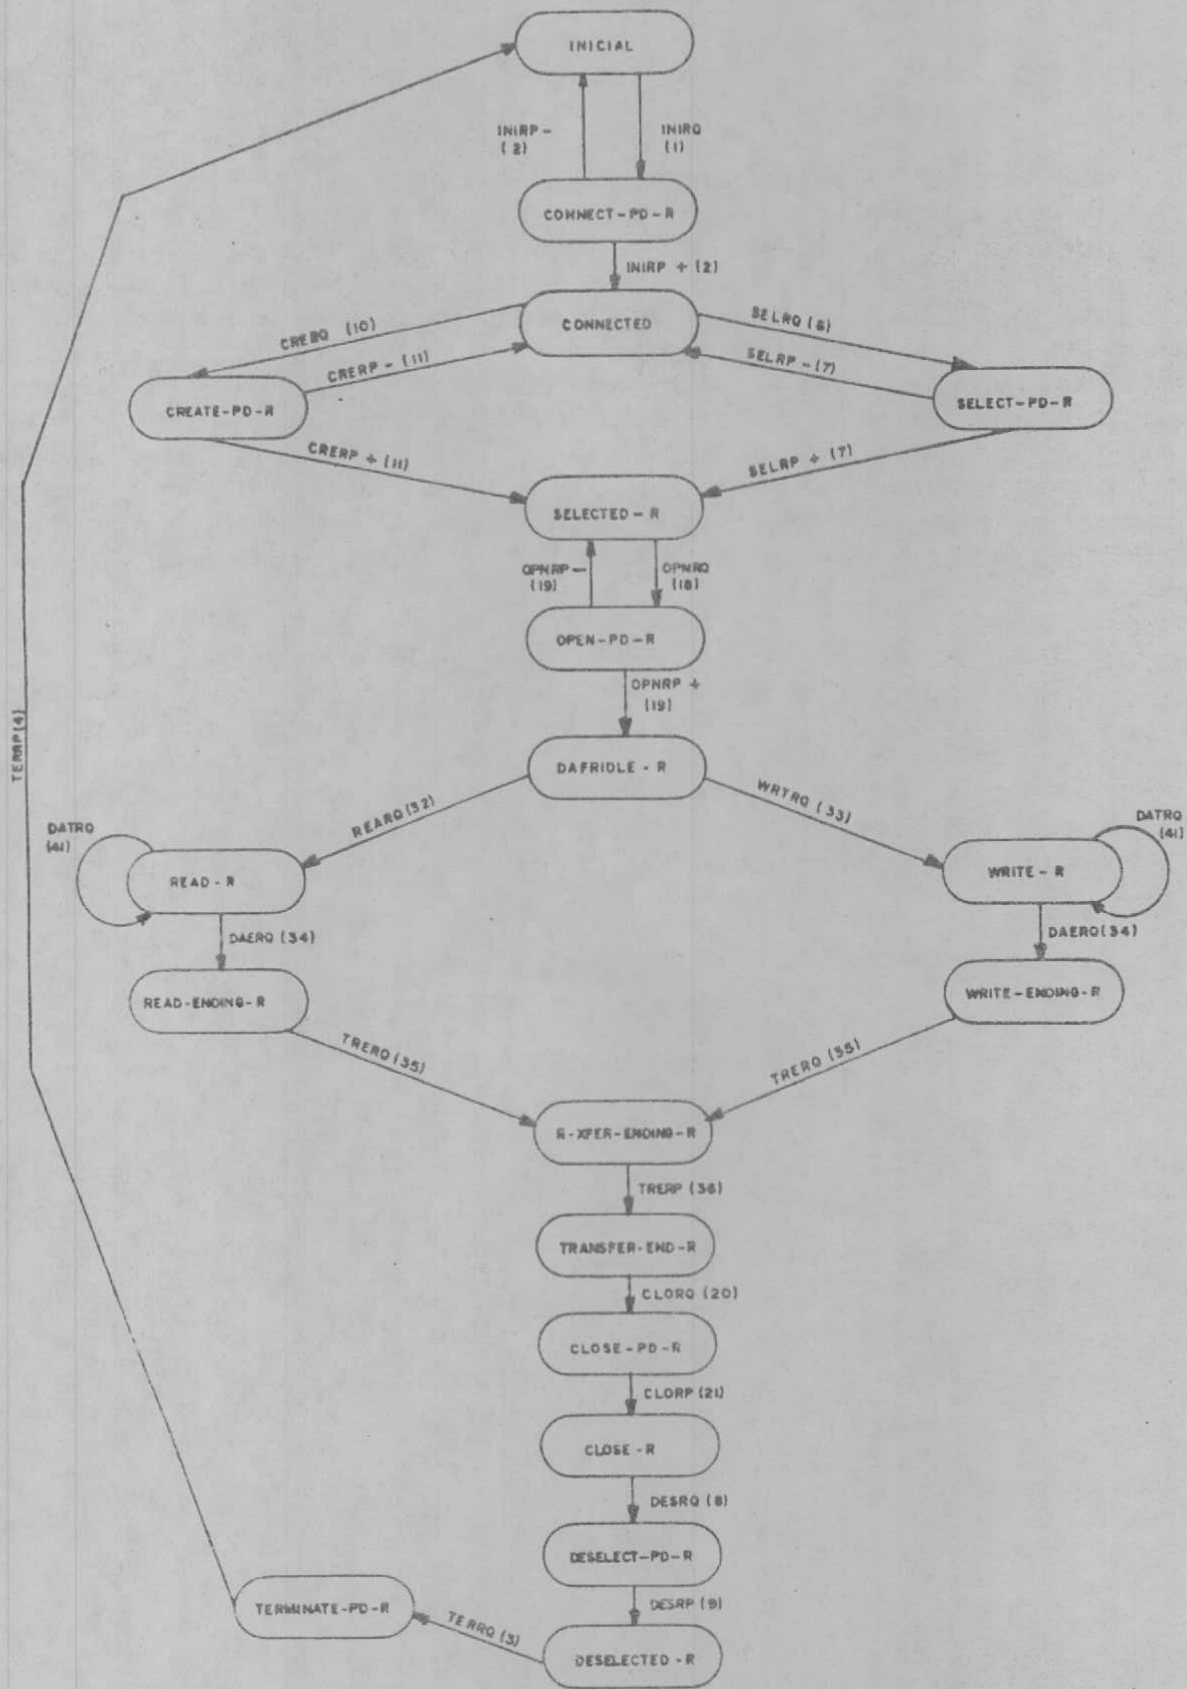 INICIAL
INIRP -
(2)
INIRQ
(1)
CONNECT-PD-R
INIRP + (2)
CONNECTED
CRERQ (10)
SELRQ (6)
CRERP - (11)
SELRP - (7)
CREATE-PD-R
SELECT-PD-R
CRERP + (11)
SELRP + (7)
SELECTED - R
OPNRP -
(19)
OPNRQ
(18)
OPEN-PD-R
OPNRP +
(19)
TERRP(4)
DAFRIDLE - R
REARQ(32)
WRTRQ (33)
DATRQ
(41)
DATRQ
(41)
READ - R
WRITE - R
DAERQ (34)
DAERQ(34)
READ-ENDING-R
WRITE-ENDING-R
TRERQ(35)
TRERQ (35)
R-XFER-ENDING-R
TRERP (36)
TRANSFER-END-R
CLORQ (20)
CLOSE-PD-R
CLORP (21)
CLOSE - R
DESRQ (8)
DESELECT-PD-R
DESRP (9)
TERMINATE-PD-R
TERRQ (3)
DESELECTED - R